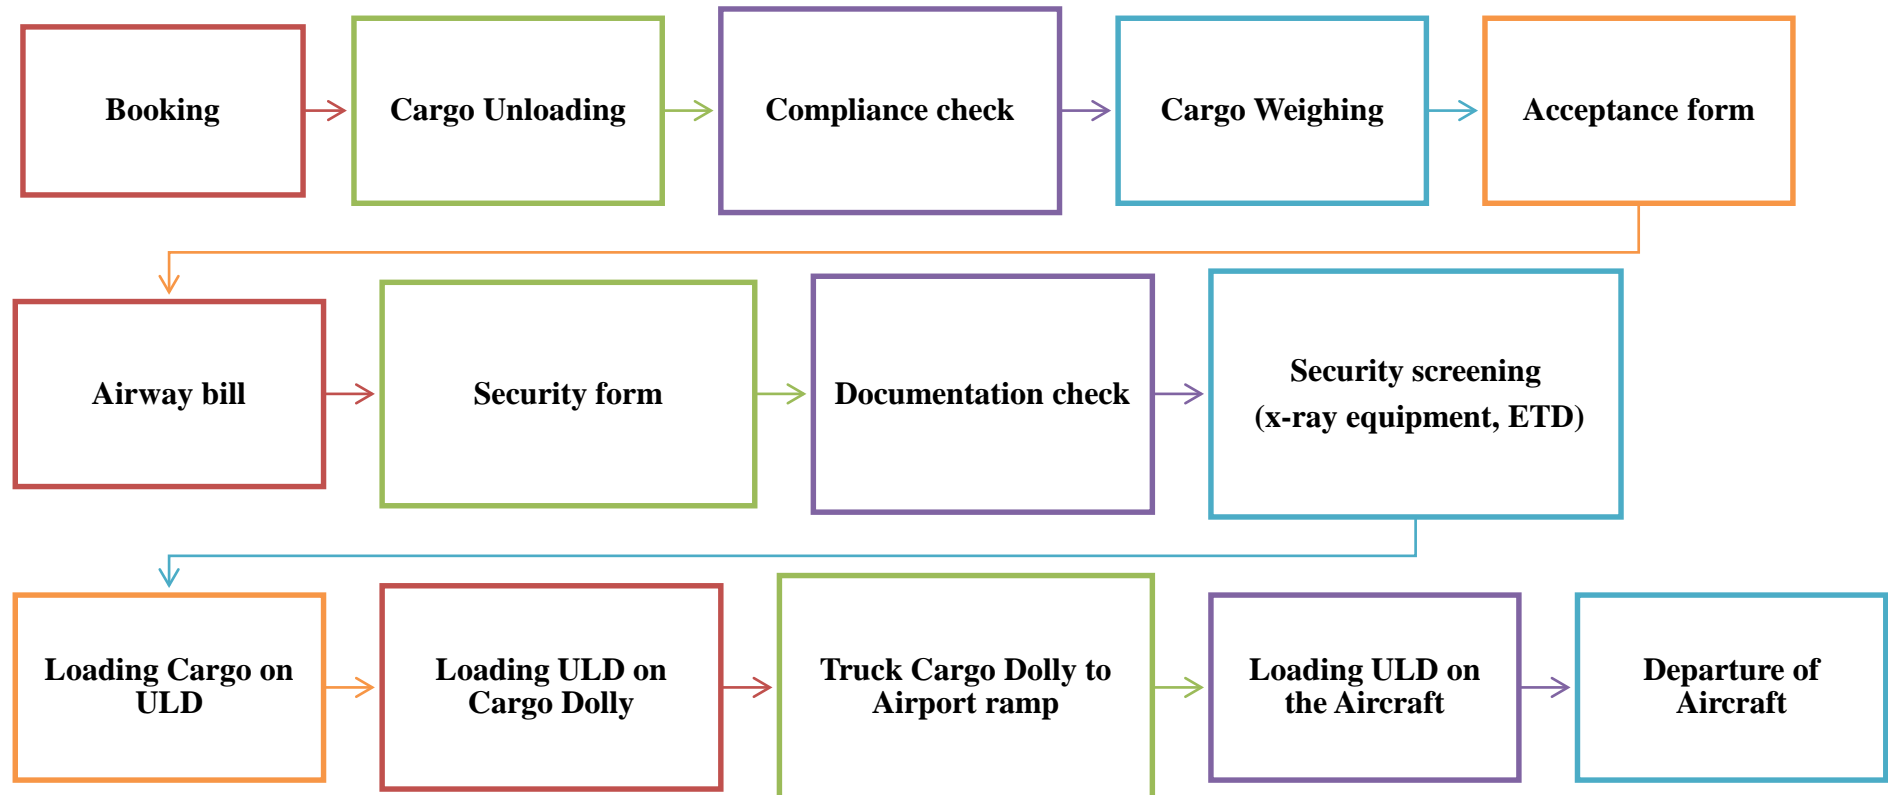 Booking
Cargo Unloading
Compliance check
Cargo Weighing
Acceptance form
Airway bill
Security form
Documentation check
Security screening
(x-ray equipment, ETD)
Loading Cargo on
ULD
Loading ULD on
Cargo Dolly
Truck Cargo Dolly to
Airport ramp
Loading ULD on
the Aircraft
Departure of
Aircraft